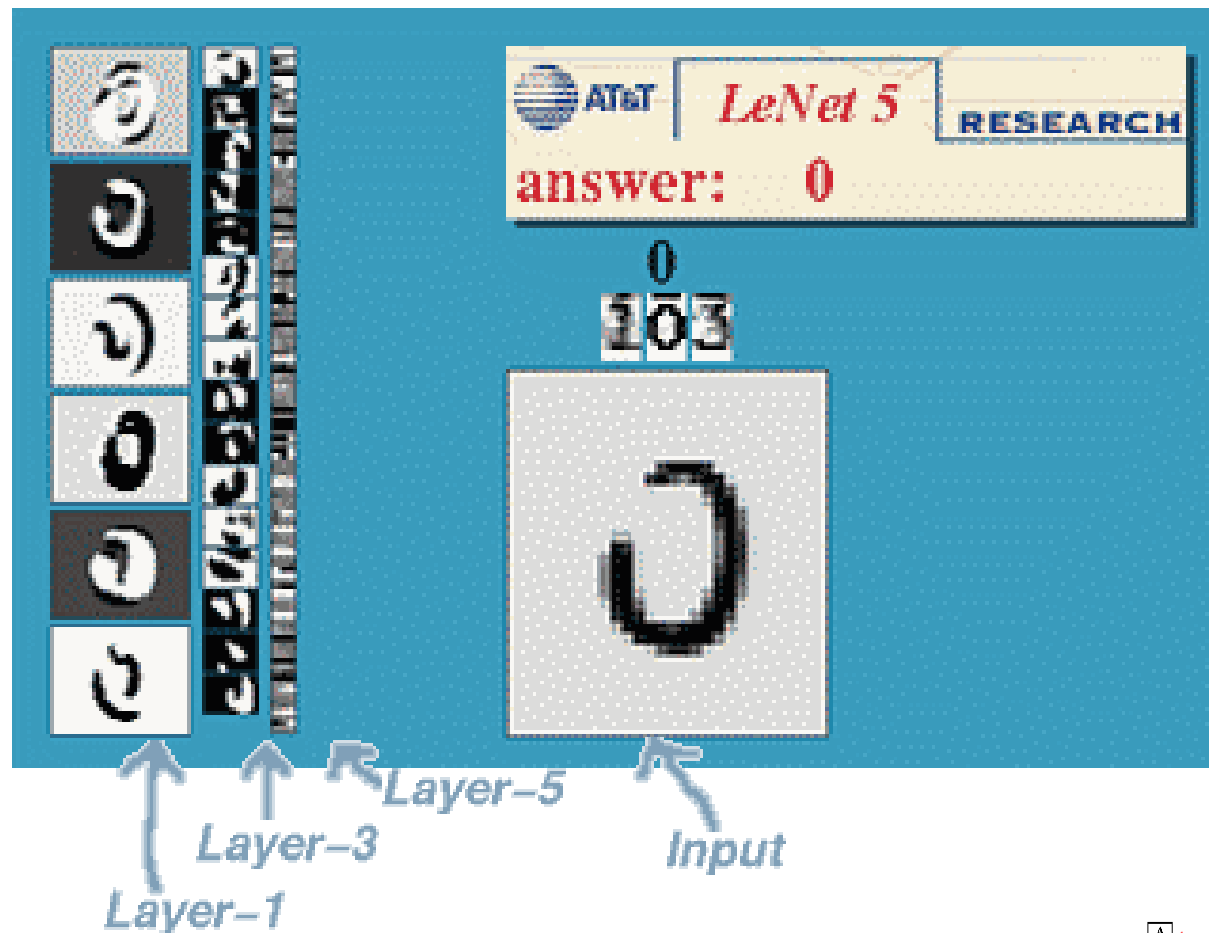 AT&T
LeNet 5
RESEARCH
answer: 0
0
103
Layer-5
Layer-3
Input
Layer-1
A